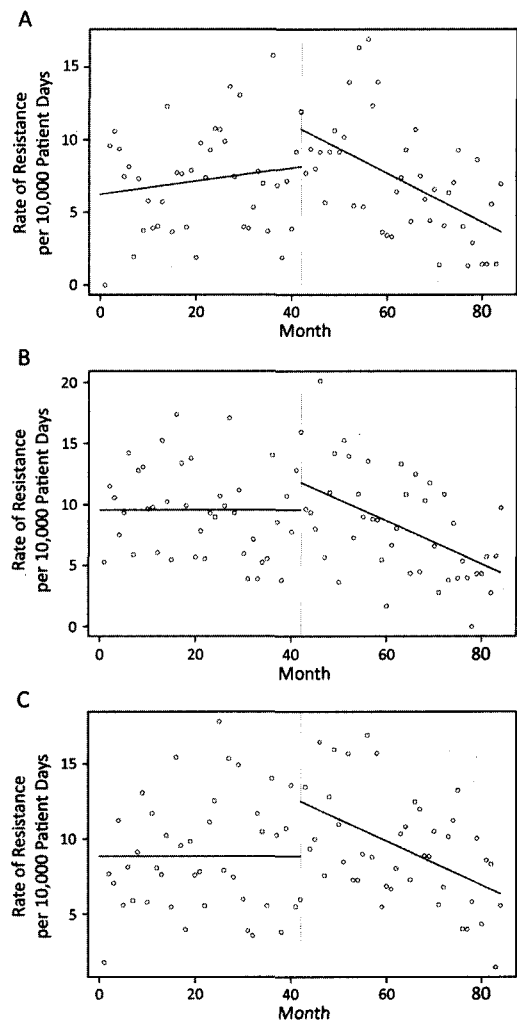 A
Rate of Resistance
per 10,000 Patient Days
15
10
5
0
0 20 40 60 80
Month
B
Rate of Resistance
per 10,000 Patient Days
20
15
10
5
0
0 20 40 60 80
Month
C
Rate of Resistance
per 10,000 Patient Days
15
10
5
0 20 40 60 80
Month